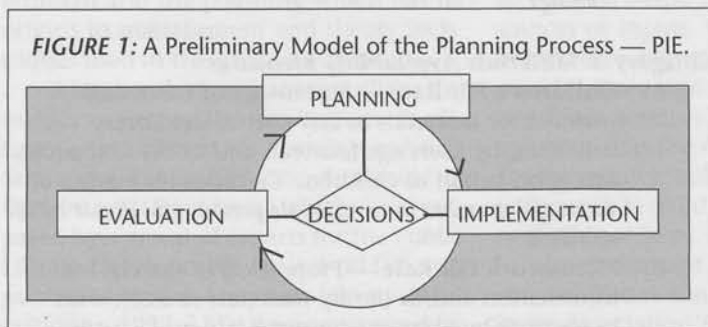 FIGURE 1: A Preliminary Model of the Planning Process — PIE.
PLANNING
EVALUATION
DECISIONS
IMPLEMENTATION